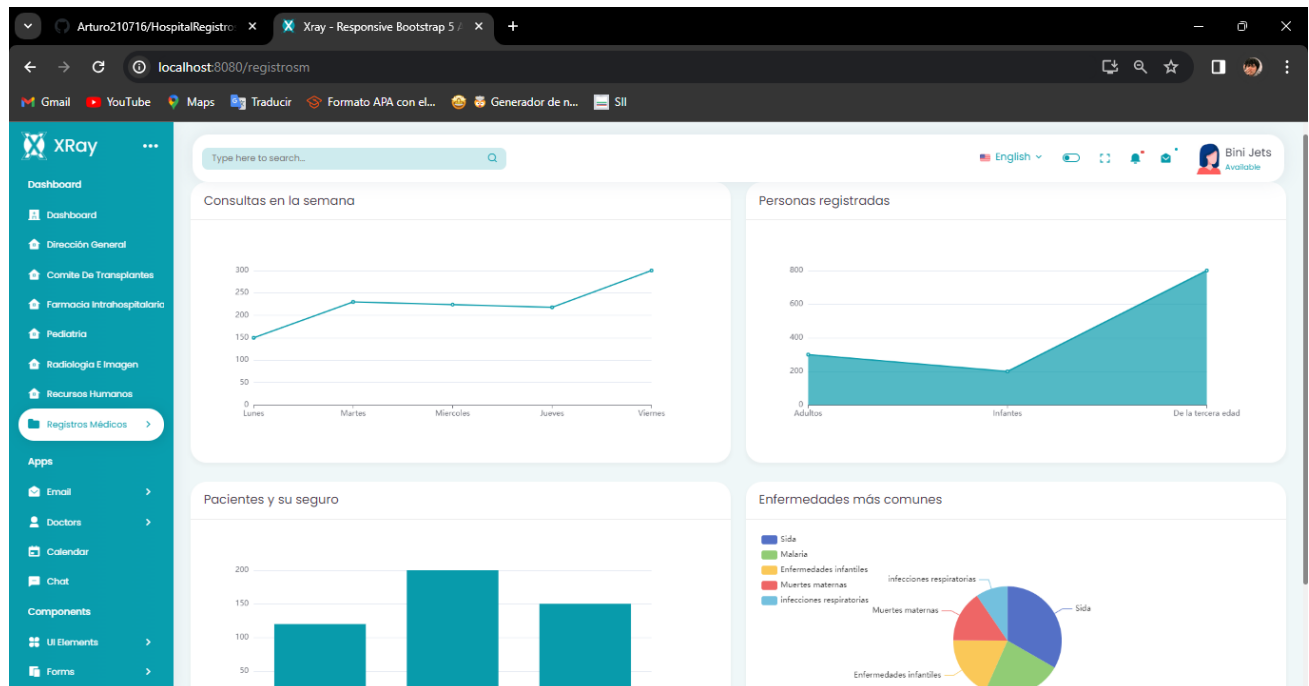 Arturo210716/HospitalRegistro
Xray - Responsive Bootstrap 5 A
localhost:8080/registrosm
Gmail
YouTube
Maps
Traducir
Formato APA con el...
Generador de n...
SII
XRay
Type here to search...
English
Bini Jets
Available
Dashboard
Dashboard
Dirección General
Comite De Transplantes
Farmacia Intrahospitalaria
Pediatria
Radiologia E Imagen
Recursos Humanos
Registros Médicos
Apps
Email
Doctors
Calendar
Chat
Components
UI Elements
Forms
Consultas en la semana
300
250
200
150
100
50
0
Lunes Martes Miercoles Jueves Viernes
Personas registradas
800
600
400
200
0
Adultos Infantes De la tercera edad
Pacientes y su seguro
200
150
100
50
Enfermedades más comunes
Sida
Malaria
Enfermedades infantiles
Muertes maternas
infecciones respiratorias
infecciones respiratorias
Sida
Muertes maternas
Enfermedades infantiles